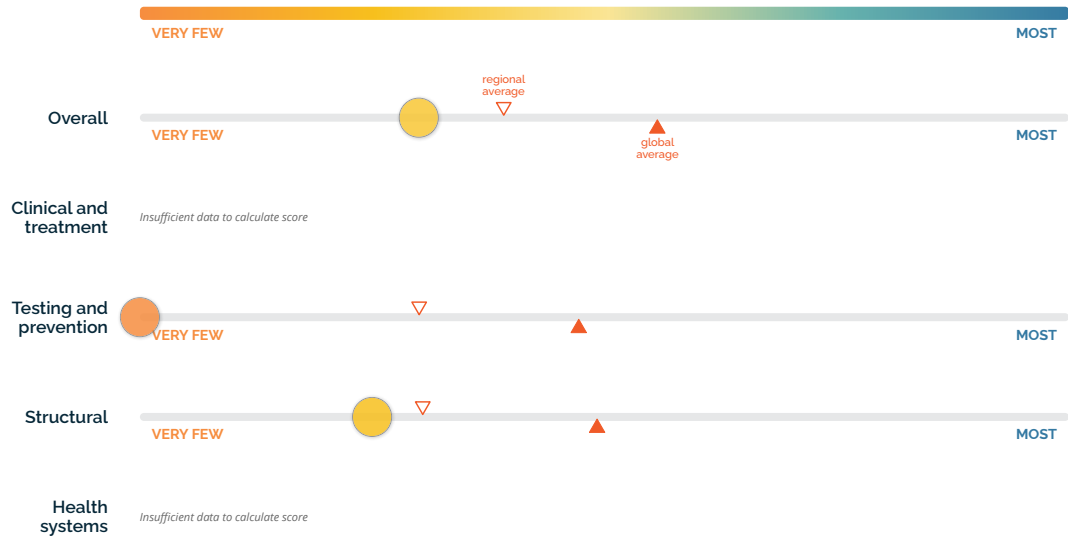 VERY FEW
MOST
regional
average
Overall
VERY FEW
MOST
global
average
Clinical and
treatment
Insufficient data to calculate score
Testing and
prevention
VERY FEW
MOST
Structural
VERY FEW
MOST
Health
systems
Insufficient data to calculate score